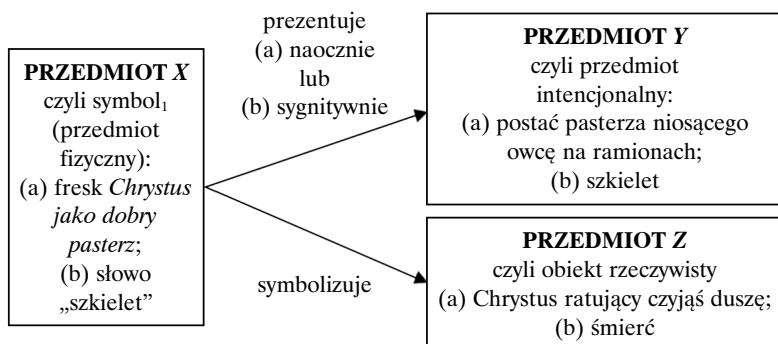 PRZEDMIOT X
czyli symbol₁
(przedmiot
fizyczny):
(a) fresk Chrystus
jako dobry
pasterz;
(b) słowo
„szkielet”
prezentuje
(a) naocznie
lub
(b) sygnitywnie
symbolizuje
PRZEDMIOT Y
czyli przedmiot
intencjonalny:
(a) postać pasterza niosącego
owcę na ramionach;
(b) szkielet
PRZEDMIOT Z
czyli obiekt rzeczywisty
(a) Chrystus ratujący czyjąś duszę;
(b) śmierć